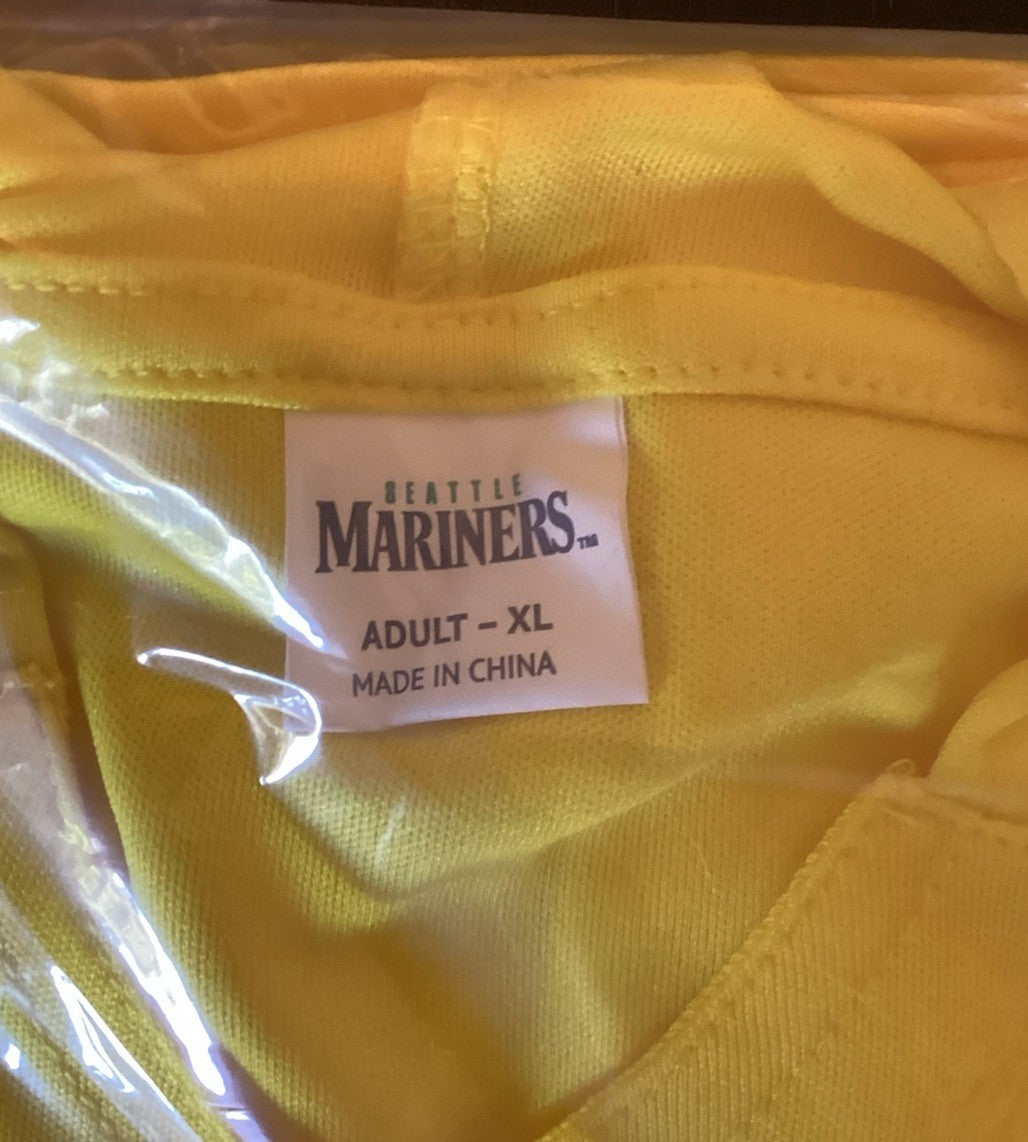 SEATTLE
MARINERS™
ADULT – XL
MADE IN CHINA